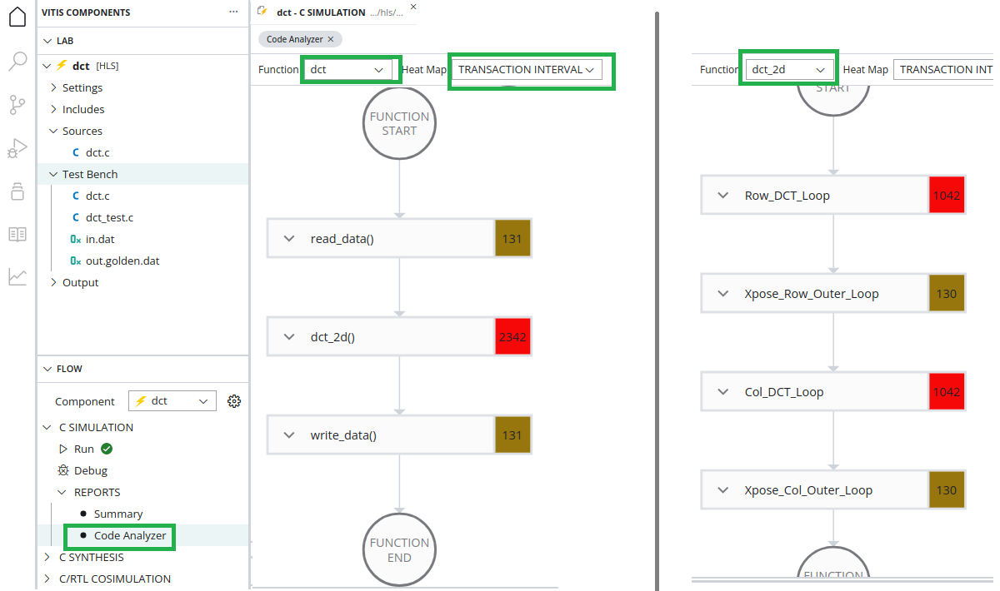 VITIS COMPONENTS
LAB
dct [HLS]
Settings
Includes
Sources
C dct.c
Test Bench
C dct.c
C dct_test.c
in.dat
out.golden.dat
Output
FLOW
Component dct
C SIMULATION
Run
Debug
REPORTS
Summary
Code Analyzer
C SYNTHESIS
C/RTL COSIMULATION
dct - C SIMULATION .../hls/...
Code Analyzer
Function dct Heat Map TRANSACTION INTERVAL
FUNCTION
START
read_data() 131
dct_2d() 2342
write_data() 131
FUNCTION
END
Function dct_2d Heat Map TRANSACTION INT
START
Row_DCT_Loop 1042
Xpose_Row_Outer_Loop 130
Col_DCT_Loop 1042
Xpose_Col_Outer_Loop 130
FUNCTION